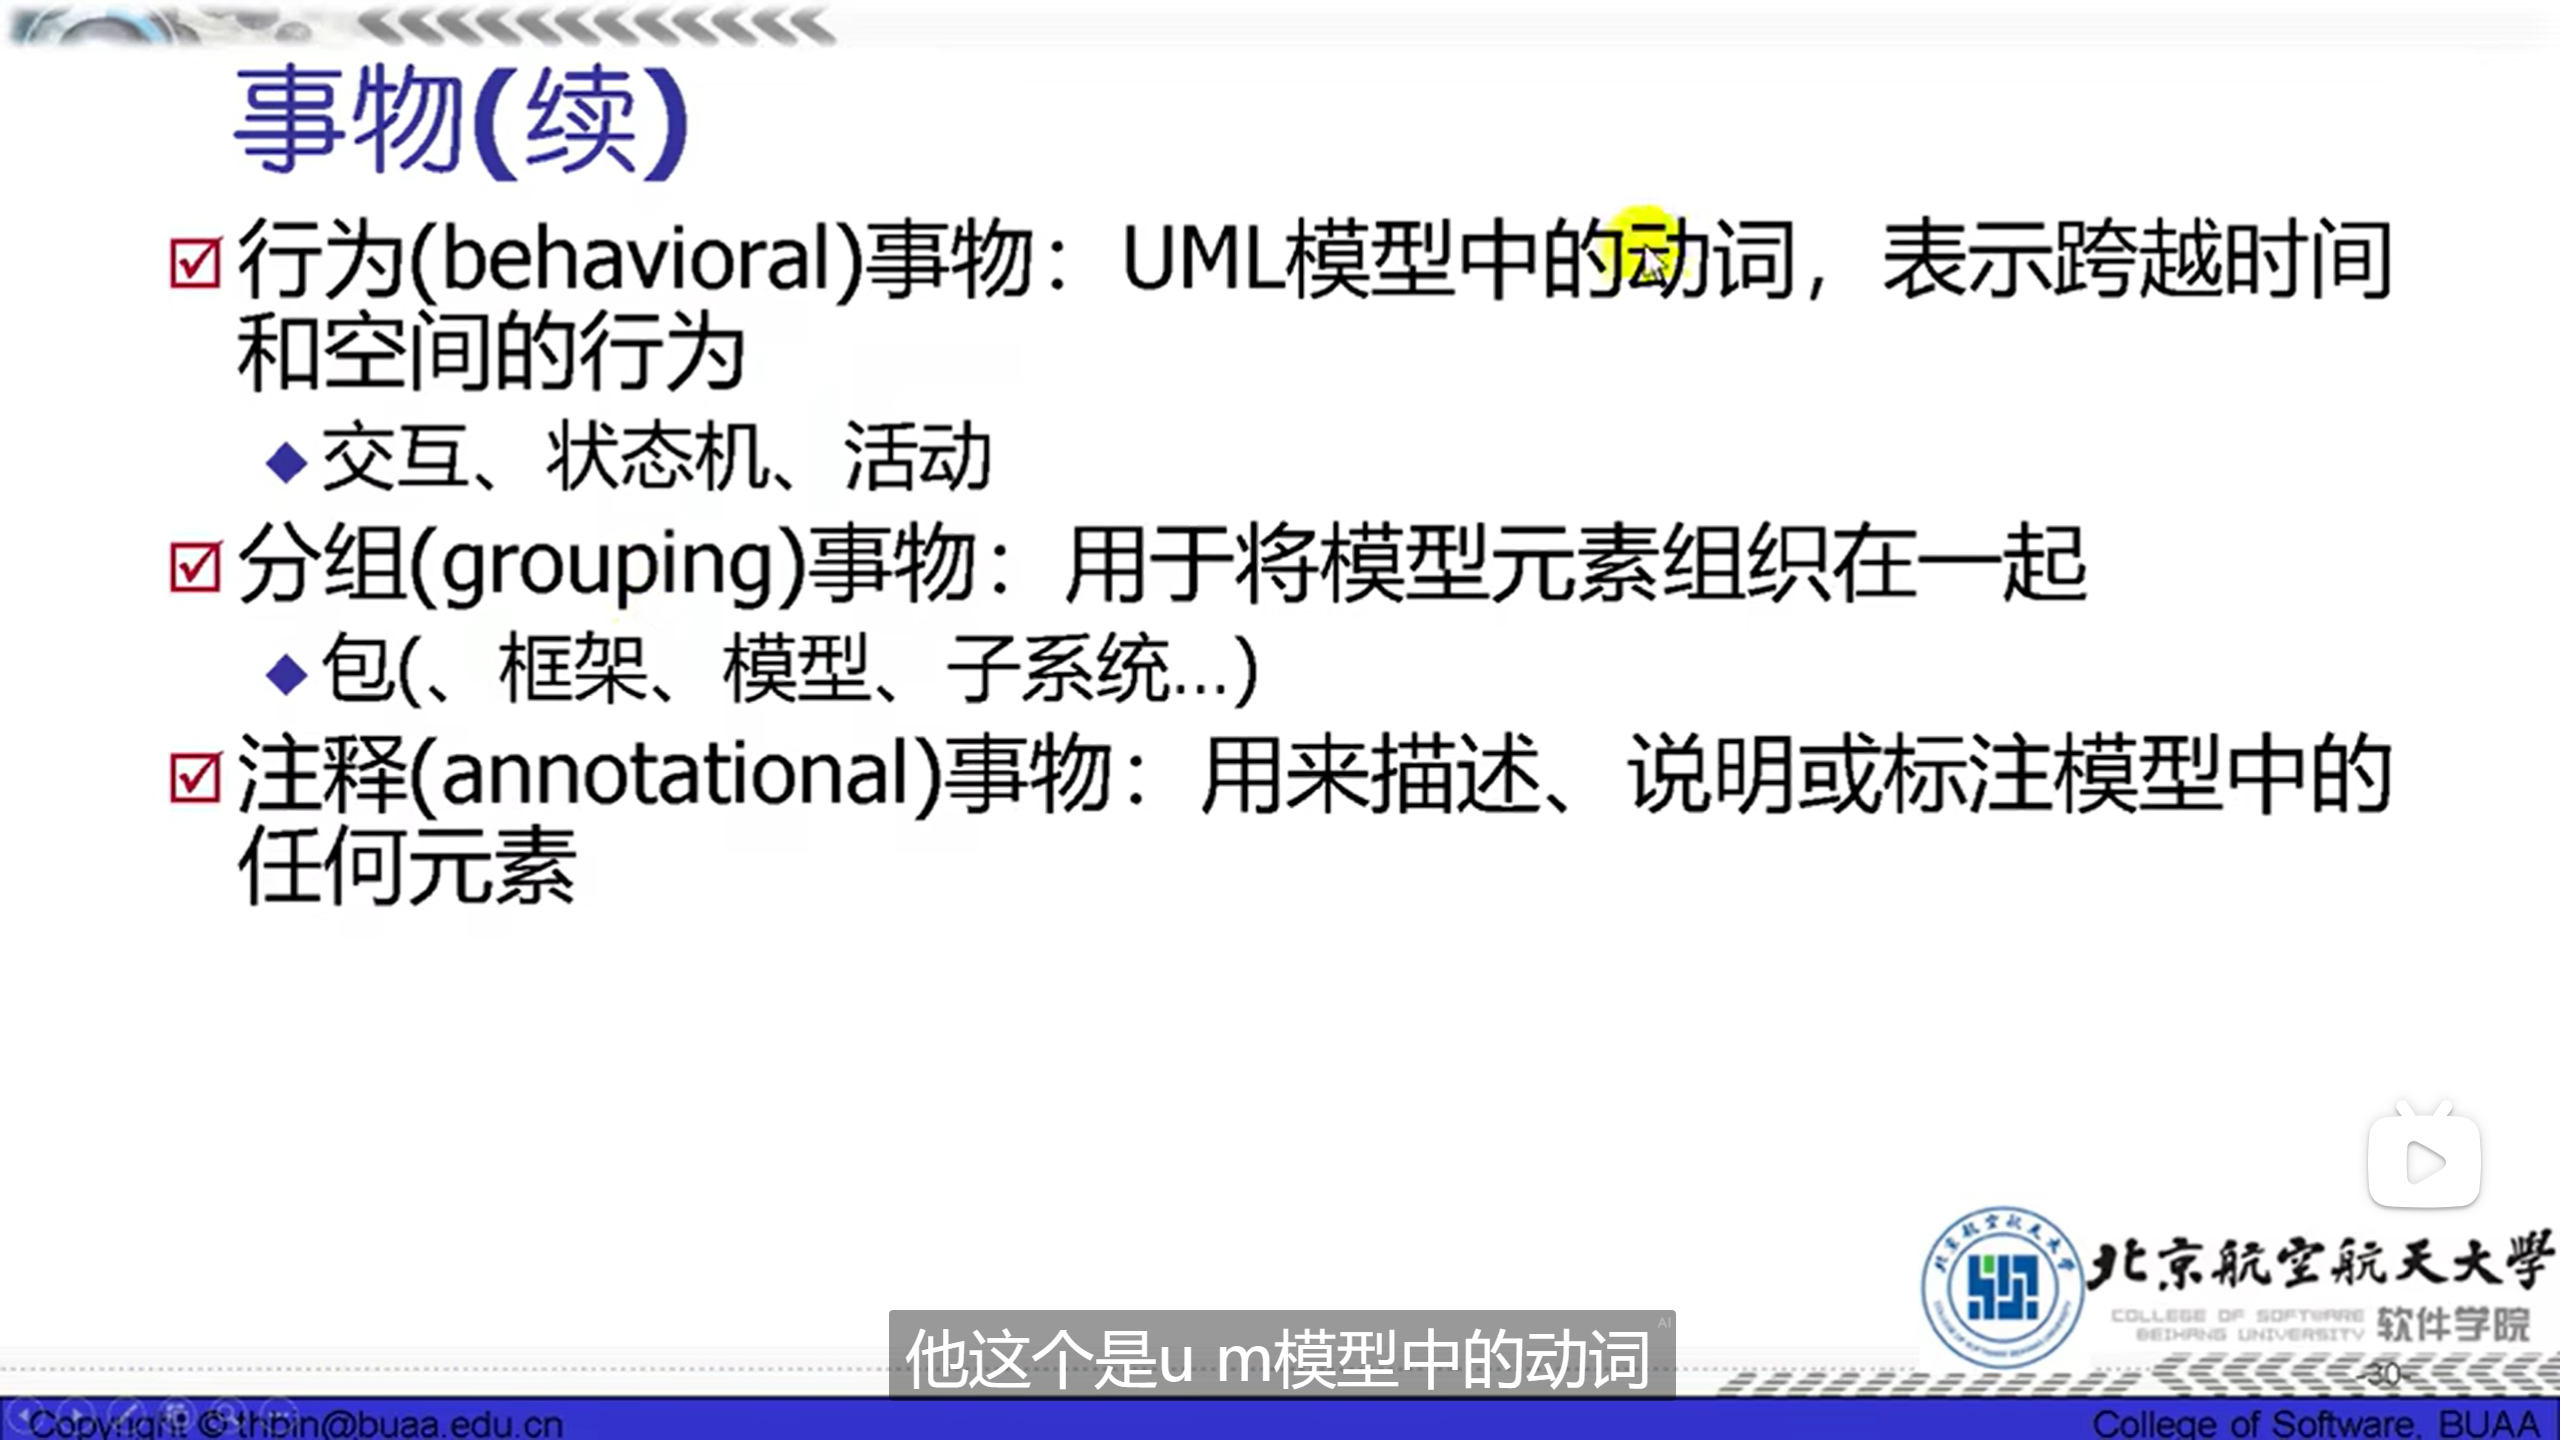 事物(续)
行为(behavioral)事物：UML模型中的动词，表示跨越时间
和空间的行为
交互、状态机、活动
分组(grouping)事物：用于将模型元素组织在一起
包(、框架、模型、子系统...)
注释(annotational)事物：用来描述、说明或标注模型中的
任何元素
北京航空航天大學
COLLEGE OF SOFTWARE
BEIHANG UNIVERSITY 软件学院
AI
他这个是u m模型中的动词
-30-
Copyright © thbin@buaa.edu.cn
College of Software, BUAA